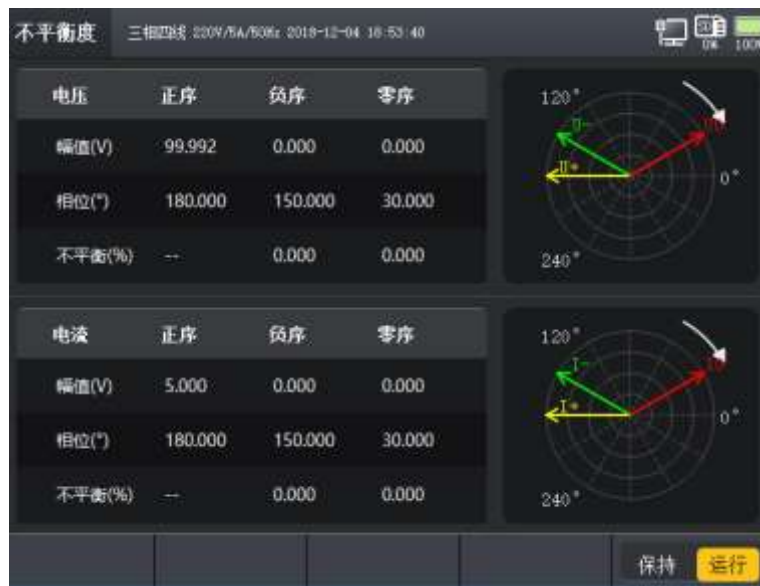 不平衡度 三相四线 220V/5A/50Hz 2018-12-04 18:53:40 SD 0% 100%
电压 正序 负序 零序
幅值(V) 99.992 0.000 0.000
相位(°) 180.000 150.000 30.000
不平衡(%) -- 0.000 0.000
120°
U-
U+
0°
240°
电流 正序 负序 零序
幅值(V) 5.000 0.000 0.000
相位(°) 180.000 150.000 30.000
不平衡(%) -- 0.000 0.000
120°
I-
I+
0°
240°
保持 运行